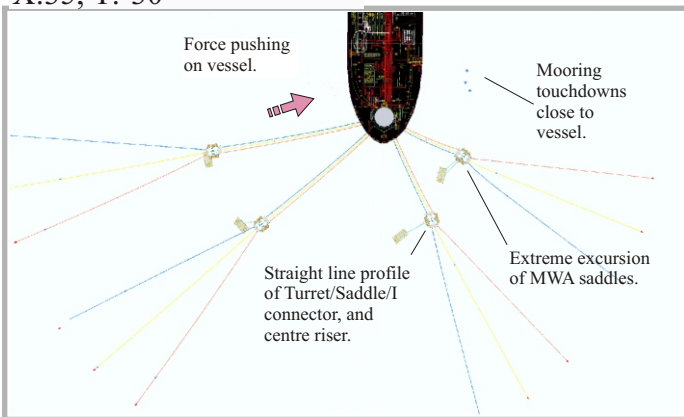 X:35, Y:-50
Force pushing
on vessel.
Mooring
touchdowns
close to
vessel.
Extreme excursion
of MWA saddles.
Straight line profile
of Turret/Saddle/I
connector, and
centre riser.